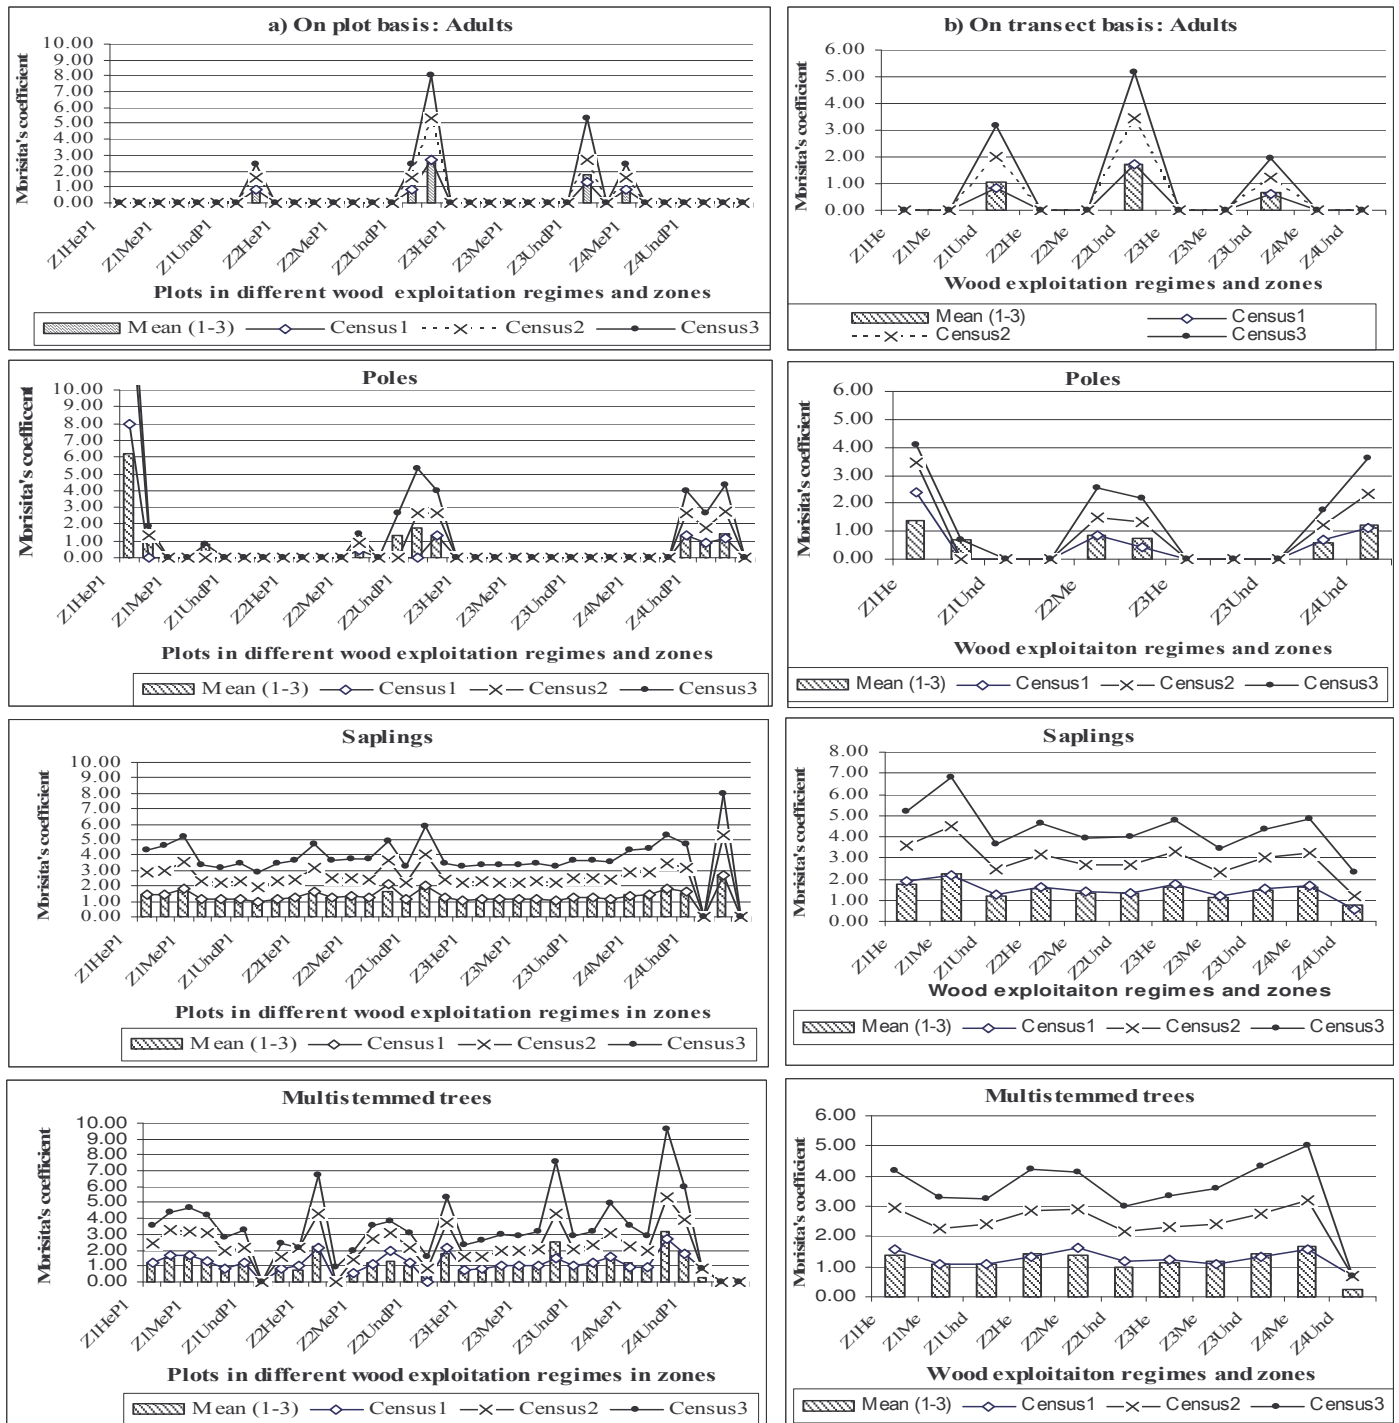 a) On plot basis: Adults
Morisita's coefficient
10.00
9.00
8.00
7.00
6.00
5.00
4.00
3.00
2.00
1.00
0.00
Z1HeP1
Z1MeP1
Z1UndP1
Z2HeP1
Z2MeP1
Z2UndP1
Z3HeP1
Z3MeP1
Z3UndP1
Z4MeP1
Z4UndP1
Plots in different wood exploitation regimes and zones
Mean (1-3) Census1 Census2 Census3
b) On transect basis: Adults
Morisita's coefficient
6.00
5.00
4.00
3.00
2.00
1.00
0.00
Z1He
Z1Me
Z1Und
Z2He
Z2Me
Z2Und
Z3He
Z3Me
Z3Und
Z4Me
Z4Und
Wood exploitation regimes and zones
Mean (1-3) Census1
Census2 Census3
Poles
Morisita's coefficent
10.00
9.00
8.00
7.00
6.00
5.00
4.00
3.00
2.00
1.00
0.00
Z1HeP1
Z1MeP1
Z1UndP1
Z2HeP1
Z2MeP1
Z2UndP1
Z3HeP1
Z3MeP1
Z3UndP1
Z4MeP1
Z4UndP1
Plots in different wood exploitation regimes and zones
Mean (1-3) Census1 Census2 Census3
Poles
Morisita's coefficient
6.00
5.00
4.00
3.00
2.00
1.00
0.00
Z1He
Z1Und
Z2Me
Z3He
Z3Und
Z4Und
Wood exploitaiton regimes and zones
Mean (1-3) Census1 Census2 Census3
Saplings
Morisita's coefficient
10.00
9.00
8.00
7.00
6.00
5.00
4.00
3.00
2.00
1.00
0.00
Z1HeP1
Z1MeP1
Z1UndP1
Z2HeP1
Z2MeP1
Z2UndP1
Z3HeP1
Z3MeP1
Z3UndP1
Z4MeP1
Z4UndP1
Plots in different wood exploitation regimes in zones
Mean (1-3) Census1 Census2 Census3
Saplings
Morisita's coefficient
8.00
7.00
6.00
5.00
4.00
3.00
2.00
1.00
0.00
Z1He
Z1Me
Z1Und
Z2He
Z2Me
Z2Und
Z3He
Z3Me
Z3Und
Z4Me
Z4Und
Wood exploitaiton regimes and zones
Mean (1-3) Census1 Census2 Census3
Multistemmed trees
Morisita's coefficient
10.00
9.00
8.00
7.00
6.00
5.00
4.00
3.00
2.00
1.00
0.00
Z1HeP1
Z1MeP1
Z1UndP1
Z2HeP1
Z2MeP1
Z2UndP1
Z3HeP1
Z3MeP1
Z3UndP1
Z4MeP1
Z4UndP1
Plots in different wood exploitation regimes in zones
Mean (1-3) Census1 Census2 Census3
Multistemmed trees
Morisita's coefficient
6.00
5.00
4.00
3.00
2.00
1.00
0.00
Z1He
Z1Me
Z1Und
Z2He
Z2Me
Z2Und
Z3He
Z3Me
Z3Und
Z4Me
Z4Und
Wood exploitaiton regimes and zones
Mean (1-3) Census1 Census2 Census3